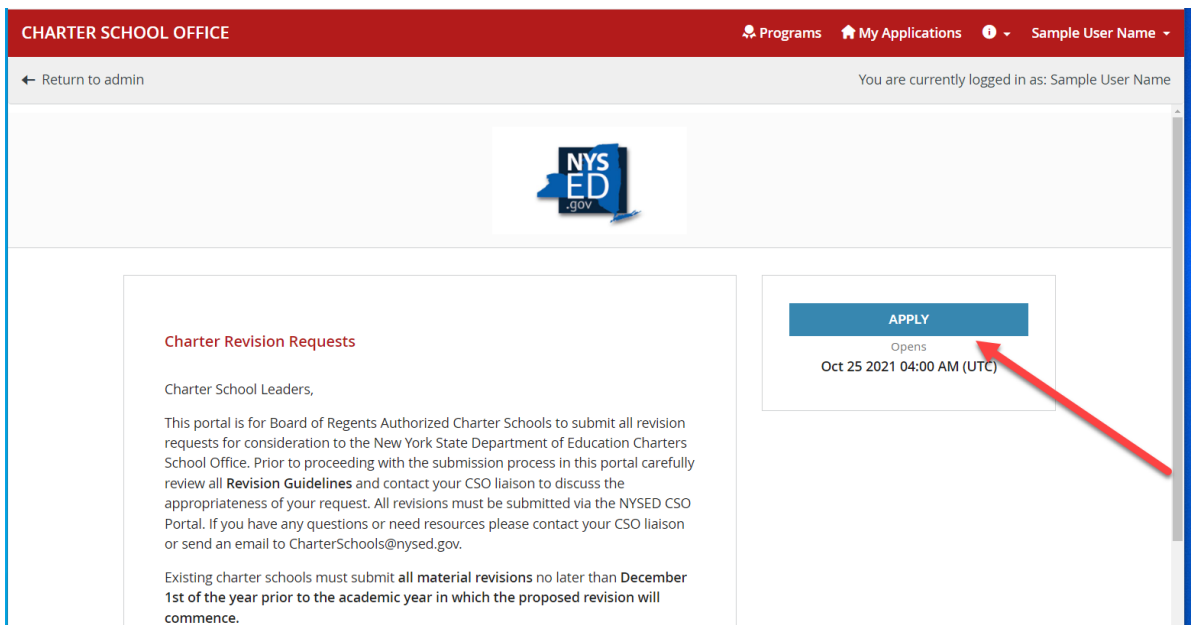 CHARTER SCHOOL OFFICE
Programs My Applications Sample User Name
Return to admin
You are currently logged in as: Sample User Name
NYS
ED
.gov
Charter Revision Requests
Charter School Leaders,
This portal is for Board of Regents Authorized Charter Schools to submit all revision
requests for consideration to the New York State Department of Education Charters
School Office. Prior to proceeding with the submission process in this portal carefully
review all Revision Guidelines and contact your CSO liaison to discuss the
appropriateness of your request. All revisions must be submitted via the NYSED CSO
Portal. If you have any questions or need resources please contact your CSO liaison
or send an email to CharterSchools@nysed.gov.
Existing charter schools must submit all material revisions no later than December
1st of the year prior to the academic year in which the proposed revision will
commence.
APPLY
Opens
Oct 25 2021 04:00 AM (UTC)